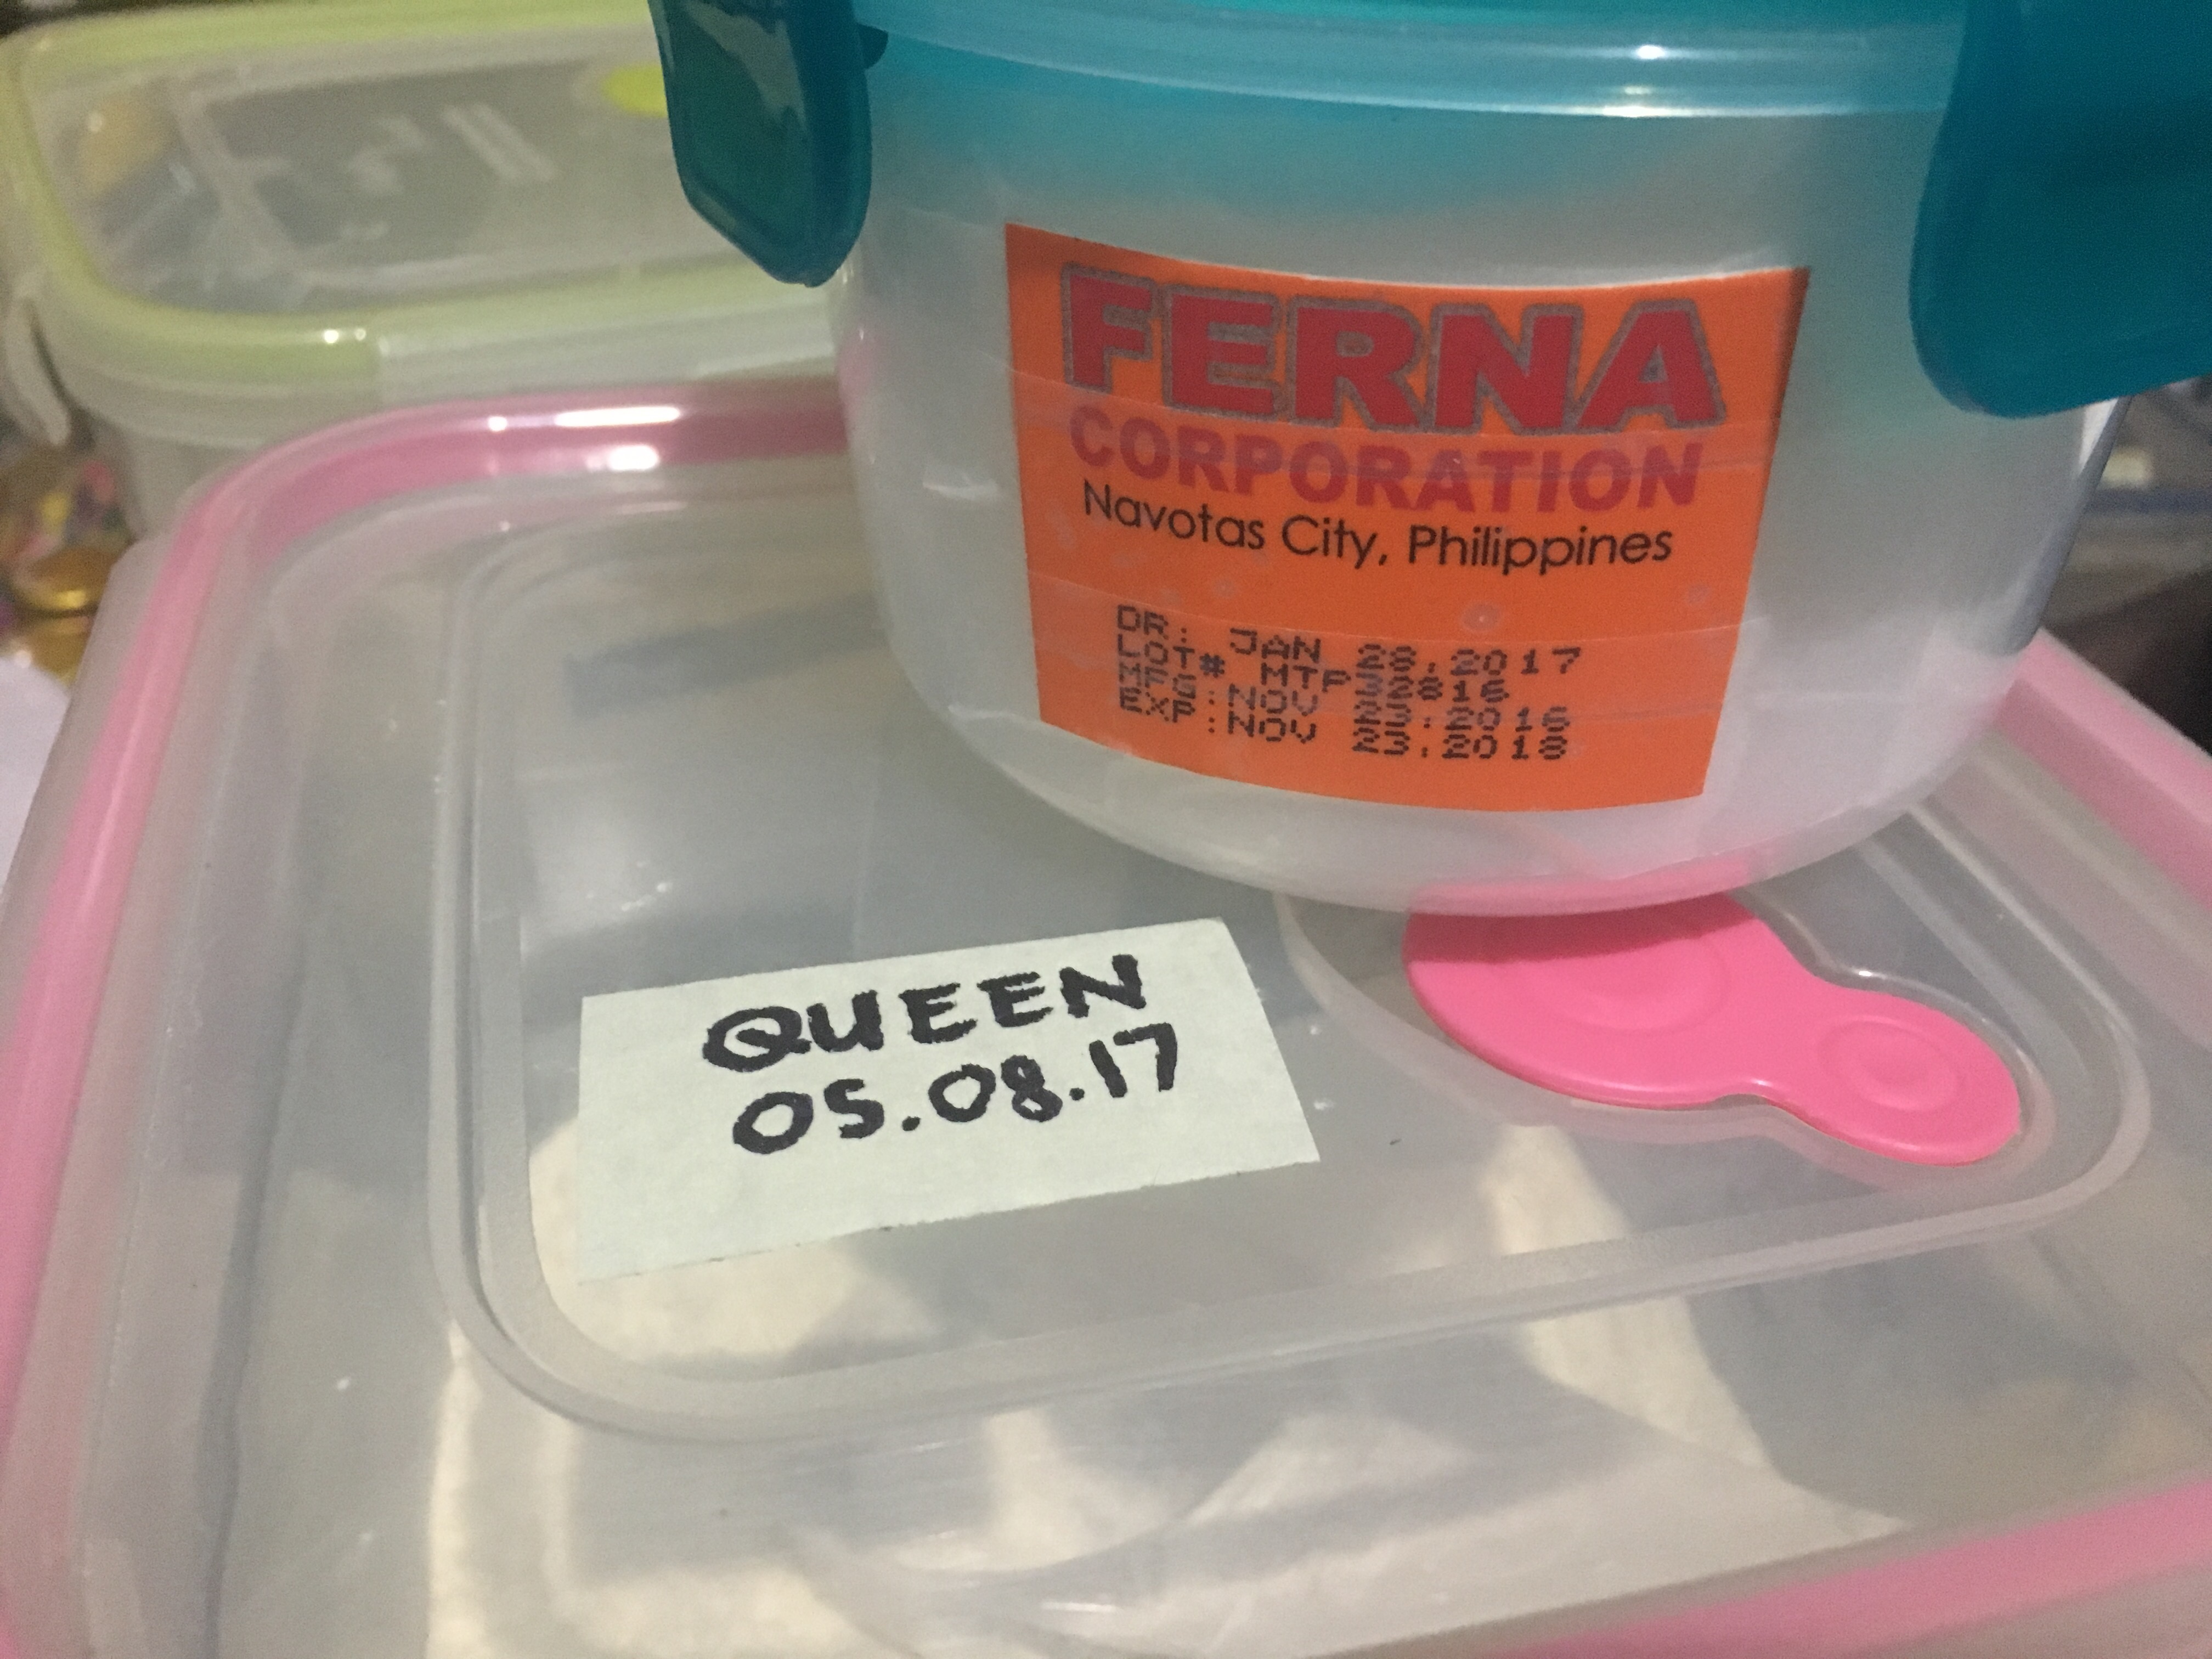 FERNA
CORPORATION
Navotas City, Philippines
DR: JAN 28,2017
LOT# MTP32816
MFG:NOV 23,2016
EXP:NOV 23,2018
QUEEN
05.08.17